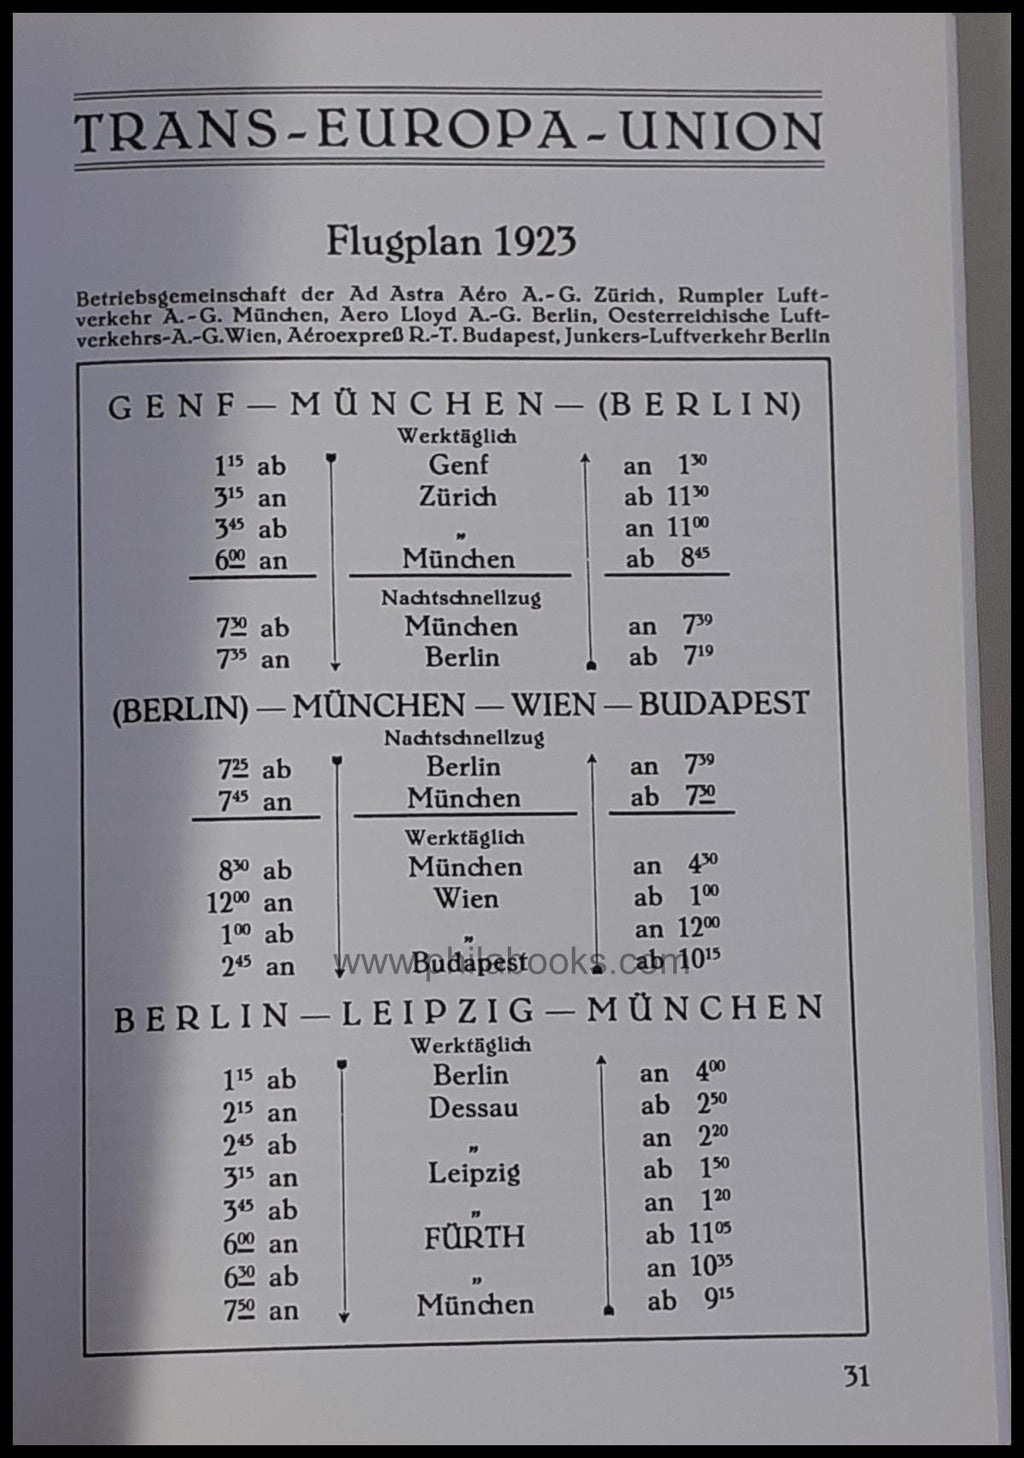 TRANS-EUROPA-UNION
Flugplan 1923
Betriebsgemeinschaft der Ad Astra Aéro A.-G. Zürich, Rumpler Luft-
verkehr A.-G. München, Aero Lloyd A.-G. Berlin, Oesterreichische Luft-
verkehrs-A.-G. Wien, Aéroexpreß R.-T. Budapest, Junkers-Luftverkehr Berlin
GENF — MÜNCHEN — (BERLIN)
Werktäglich
1¹⁵ ab Genf an 1³⁰
3¹⁵ an Zürich ab 11³⁰
3⁴⁵ ab „ an 11⁰⁰
6⁰⁰ an München ab 8⁴⁵
Nachtschnellzug
7³⁰ ab München an 7³⁹
7³⁵ an Berlin ab 7¹⁹
(BERLIN) — MÜNCHEN — WIEN — BUDAPEST
Nachtschnellzug
7²⁵ ab Berlin an 7³⁹
7⁴⁵ an München ab 7³⁰
Werktäglich
8³⁰ ab München an 4³⁰
12⁰⁰ an Wien ab 1⁰⁰
1⁰⁰ ab „ an 12⁰⁰
2⁴⁵ an Budapest ab 10¹⁵
www.philabooks.com
BERLIN — LEIPZIG — MÜNCHEN
Werktäglich
1¹⁵ ab Berlin an 4⁰⁰
2¹⁵ an Dessau ab 2⁵⁰
2⁴⁵ ab „ an 2²⁰
3¹⁵ an Leipzig ab 1⁵⁰
3⁴⁵ ab „ an 1²⁰
6⁰⁰ an FÜRTH ab 11⁰⁵
6³⁰ ab „ an 10³⁵
7⁵⁰ an München ab 9¹⁵
31